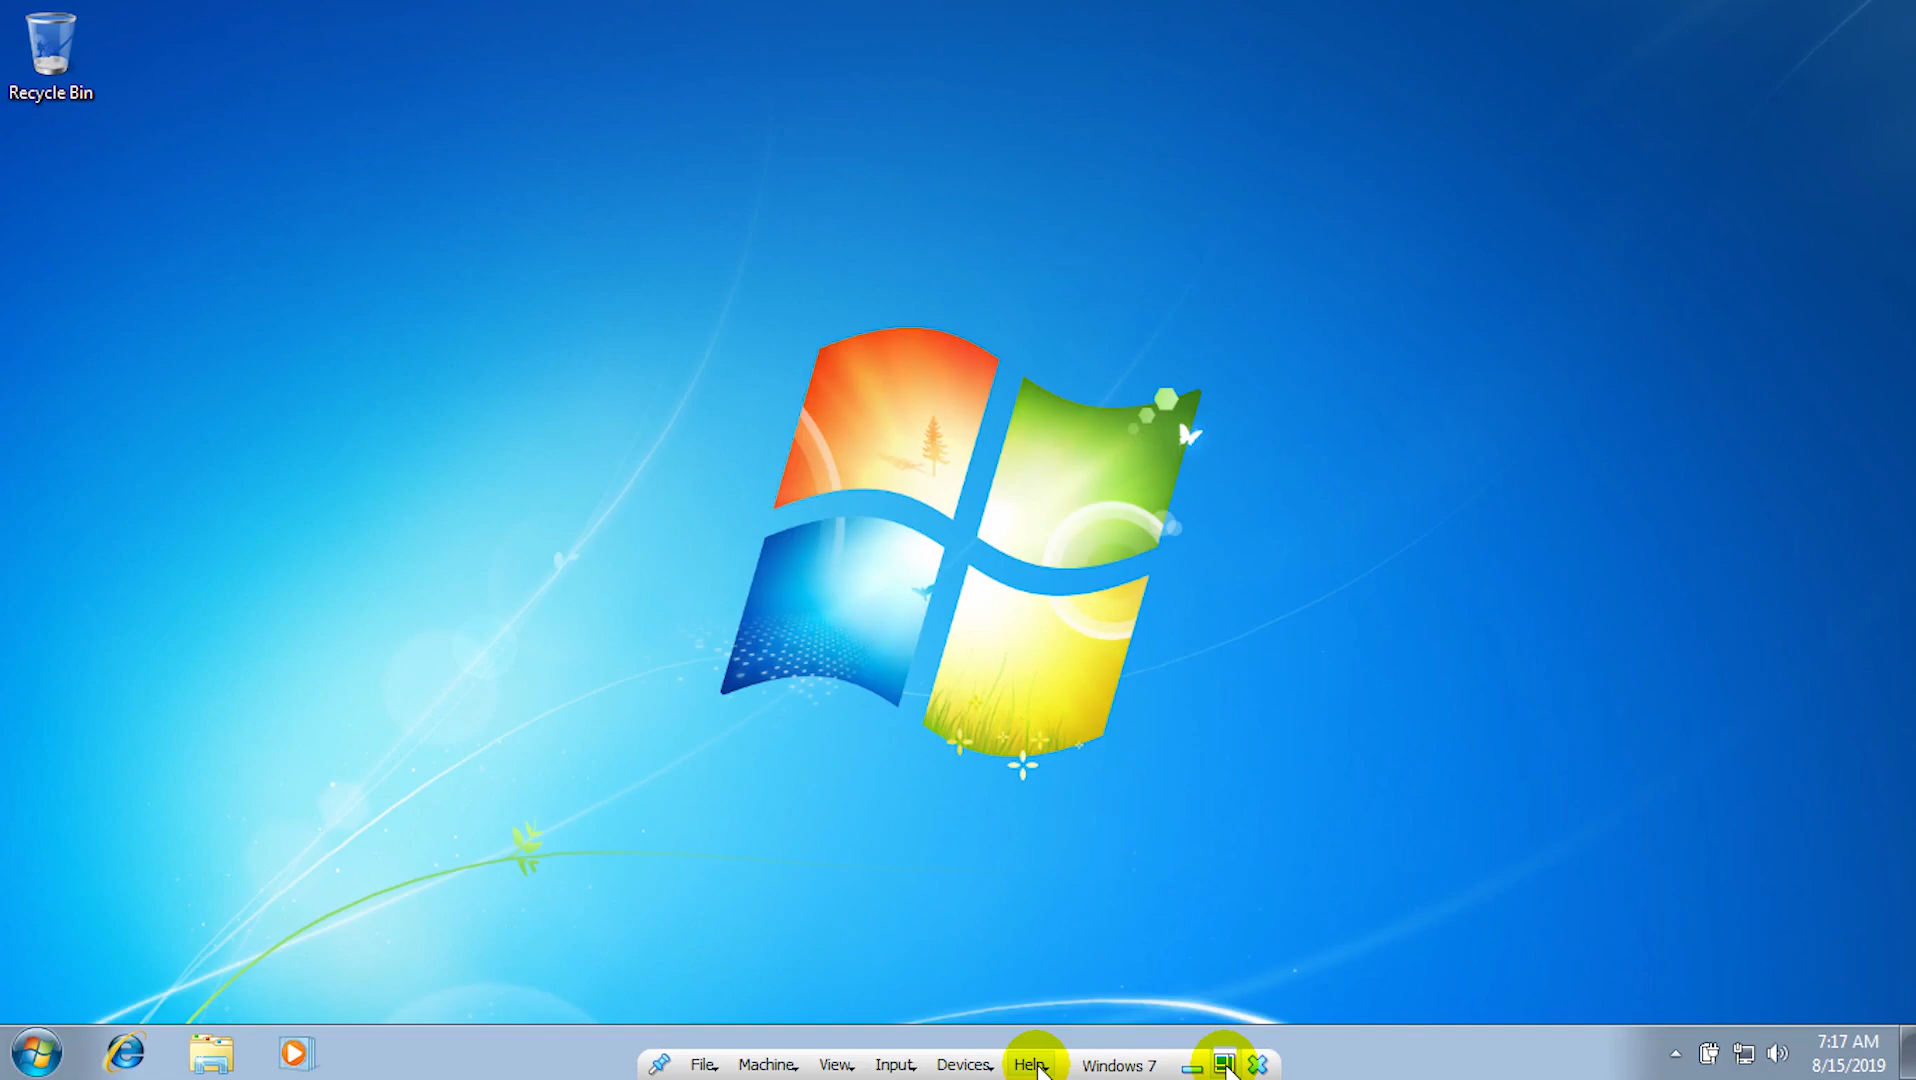 Recycle Bin
File
Machine
View
Input
Devices
Help
Windows 7
7:17 AM
8/15/2019